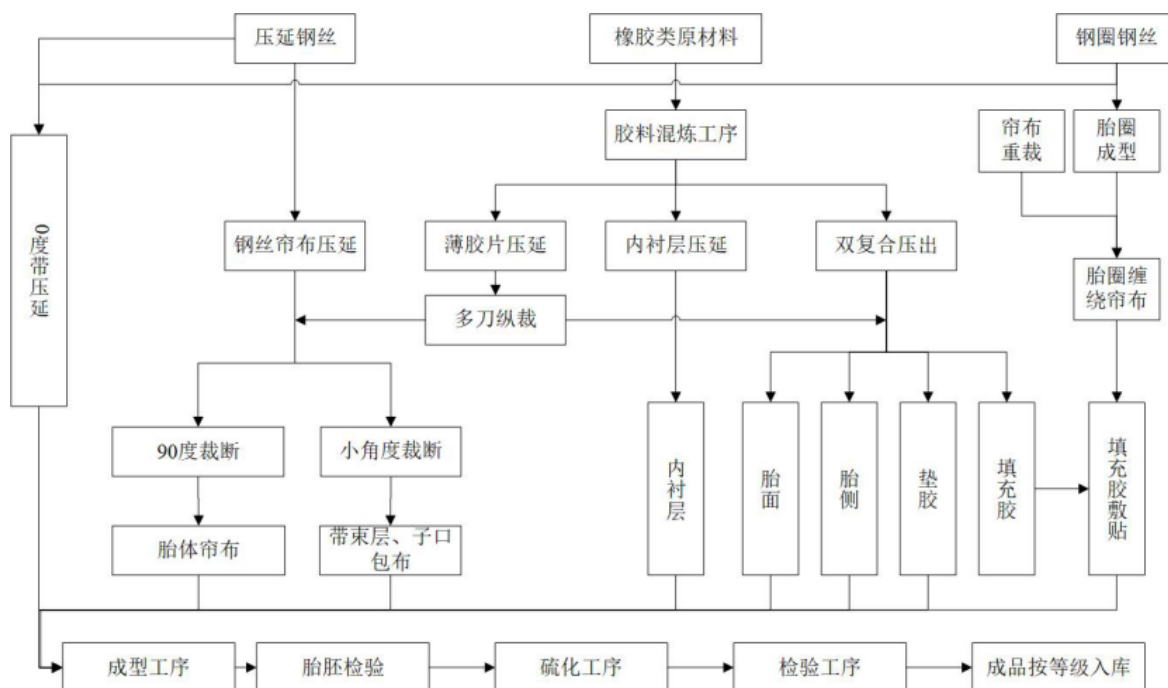 压延钢丝
橡胶类原材料
钢圈钢丝
胶料混炼工序
帘布
重裁
胎圈
成型
0度带压延
钢丝帘布压延
薄胶片压延
内衬层压延
双复合压出
胎圈缠
绕帘布
多刀纵裁
90度裁断
小角度裁断
内衬层
胎面
胎侧
垫胶
填充胶
填充胶敷贴
胎体帘布
带束层、子口
包布
成型工序
胎胚检验
硫化工序
检验工序
成品按等级入库